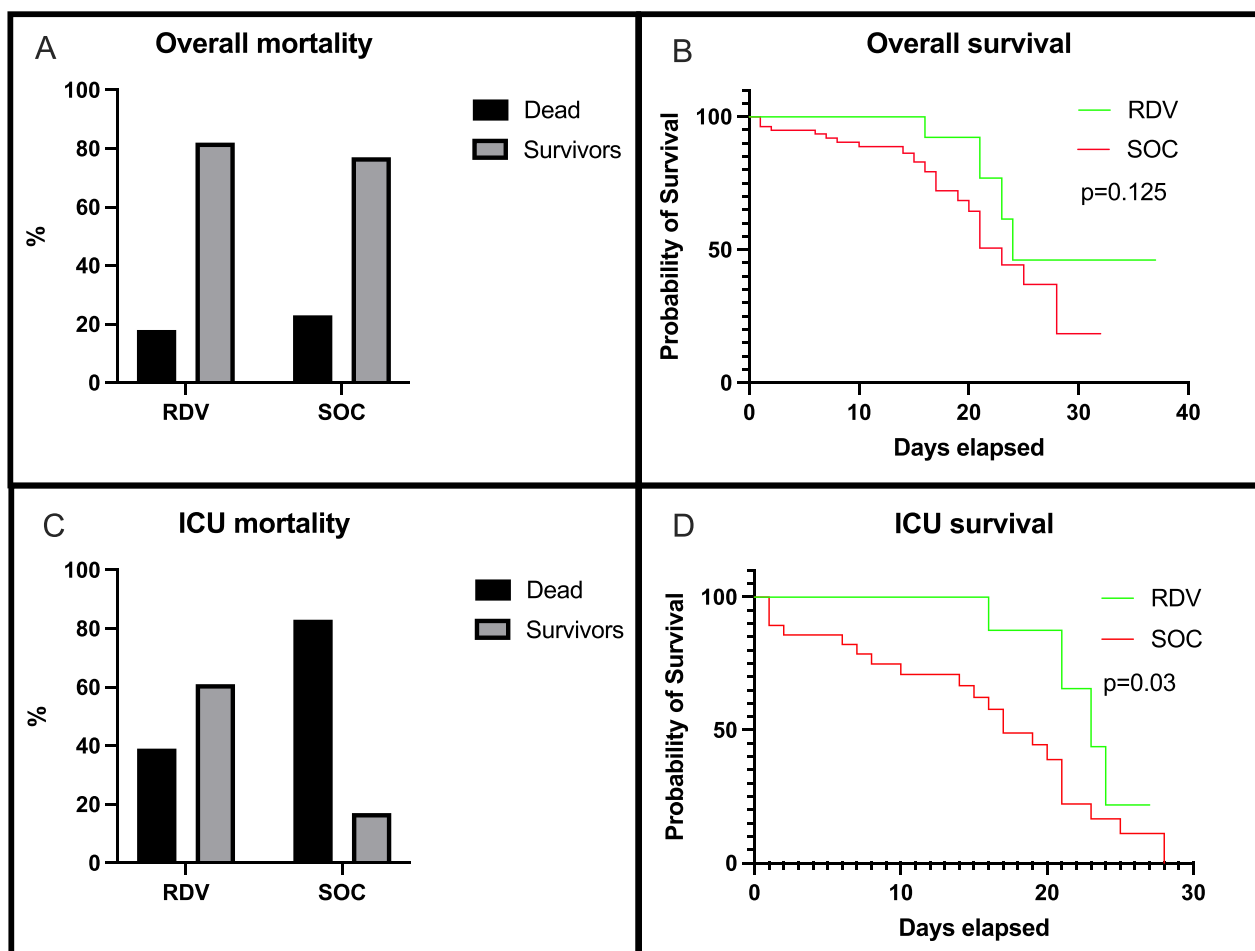 A
Overall mortality
100
80
60
40
20
0
%
RDV
SOC
Dead
Survivors
B
Overall survival
Probability of Survival
100
50
0
0
10
20
30
40
Days elapsed
RDV
SOC
p=0.125
C
ICU mortality
100
80
60
40
20
0
%
RDV
SOC
Dead
Survivors
D
ICU survival
Probability of Survival
100
50
0
0
10
20
30
Days elapsed
RDV
SOC
p=0.03